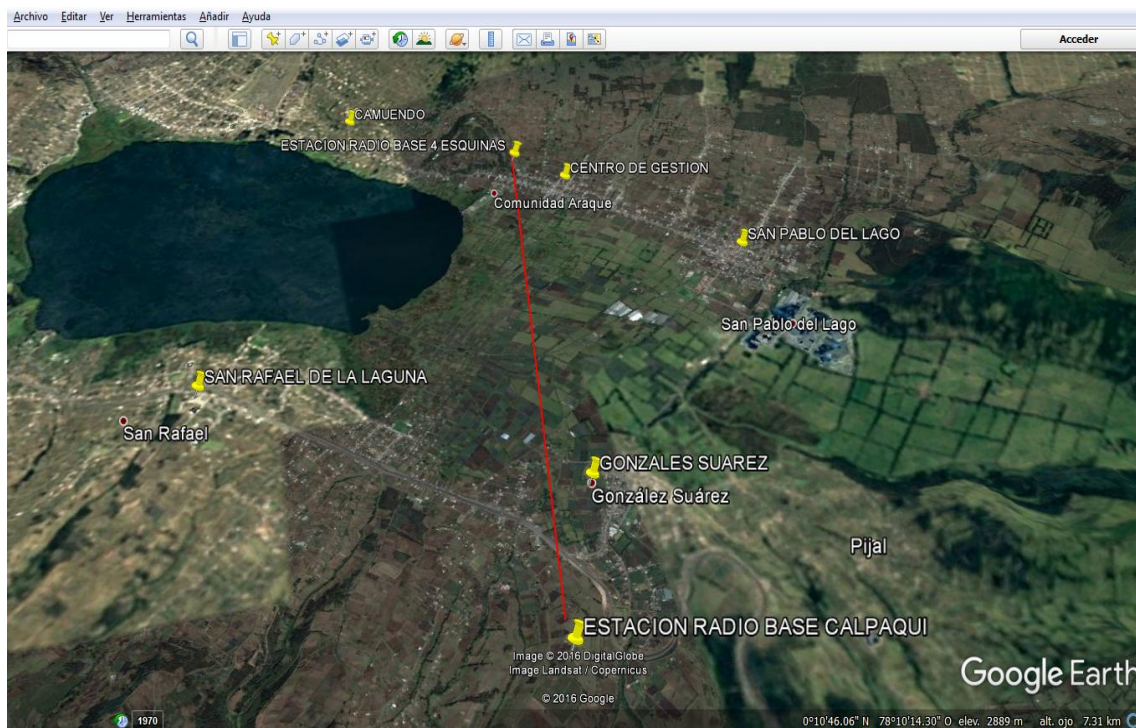 Archivo Editar Ver Herramientas Añadir Ayuda
Acceder
CAMUENDO
ESTACION RADIO BASE 4 ESQUINAS
CENTRO DE GESTION
Comunidad Araque
SAN PABLO DEL LAGO
San Pablo del Lago
SAN RAFAEL DE LA LAGUNA
San Rafael
GONZALES SUAREZ
González Suárez
Pijal
ESTACION RADIO BASE CALPAQUI
Image © 2016 DigitalGlobe
Image Landsat / Copernicus
© 2016 Google
Google Earth
1970
0°10'46.06" N 78°10'14.30" O elev. 2889 m alt. ojo 7.31 km